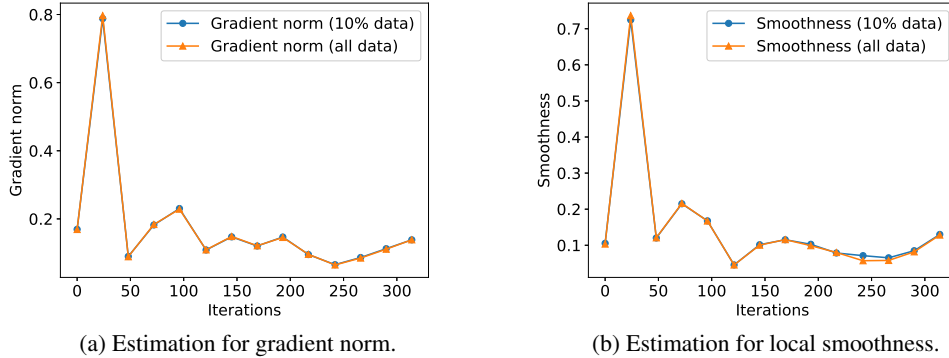 0.8
0.6
0.4
0.2
Gradient norm
Gradient norm (10% data)
Gradient norm (all data)
0 50 100 150 200 250 300
Iterations
(a) Estimation for gradient norm.
0.7
0.6
0.5
0.4
0.3
0.2
0.1
Smoothness
Smoothness (10% data)
Smoothness (all data)
0 50 100 150 200 250 300
Iterations
(b) Estimation for local smoothness.